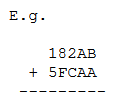 E.g.
182AB
+ 5FCAA
---------